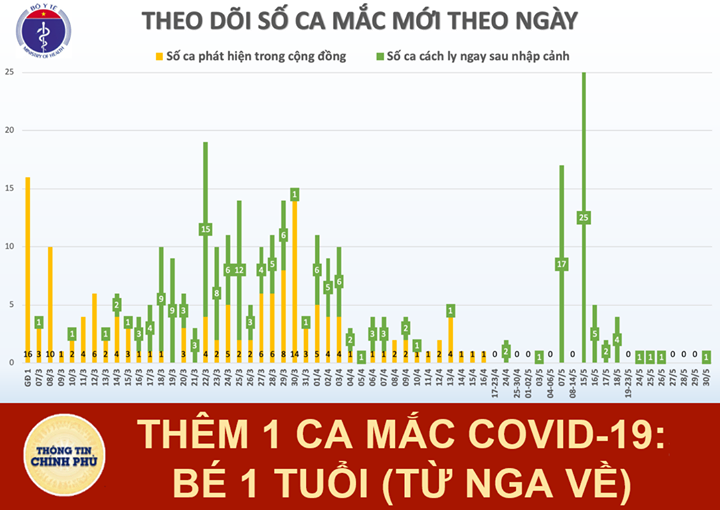 BỘ Y TẾ
MINISTRY OF HEALTH
THEO DÕI SỐ CA MẮC MỚI THEO NGÀY
Số ca phát hiện trong cộng đồng
Số ca cách ly ngay sau nhập cảnh
25
20
15
10
5
0
1 1 1 2 1 3 4 9 9 3 3 15 8 6 12 3 4 5 6 1 3 6 5 6 2 1 3 3 2 1 1 2 1 17 25 5 2 4 1 1 1 1
16 3 10 1 2 4 6 2 4 3 1 1 1 3 4 2 5 2 2 6 6 8 14 1 5 4 4 1 1 1 2 2 1 1 2 4 1 1 1 0 0 0 0 0 0 0 0 0
GĐ 1 07/3 08/3 09/3 10/3 11/3 12/3 13/3 14/3 15/3 16/3 17/3 18/3 19/3 20/3 21/3 22/3 23/3 24/3 25/3 26/3 27/3 28/3 29/3 30/3 31/3 01/4 02/4 03/4 04/4 05/4 06/4 07/4 08/4 09/4 10/4 11/4 12/4 13/4 14/4 15/4 16/4 17-23/4 24/4 25-30/4 01-02/5 03/5 04-06/5 07/5 08-14/5 15/5 16/5 17/5 18/5 19-23/5 24/5 25/5 26/5 27/5 28/5 29/5 30/5
THÔNG TIN
CHÍNH PHỦ
THÊM 1 CA MẮC COVID-19:
BÉ 1 TUỔI (TỪ NGA VỀ)